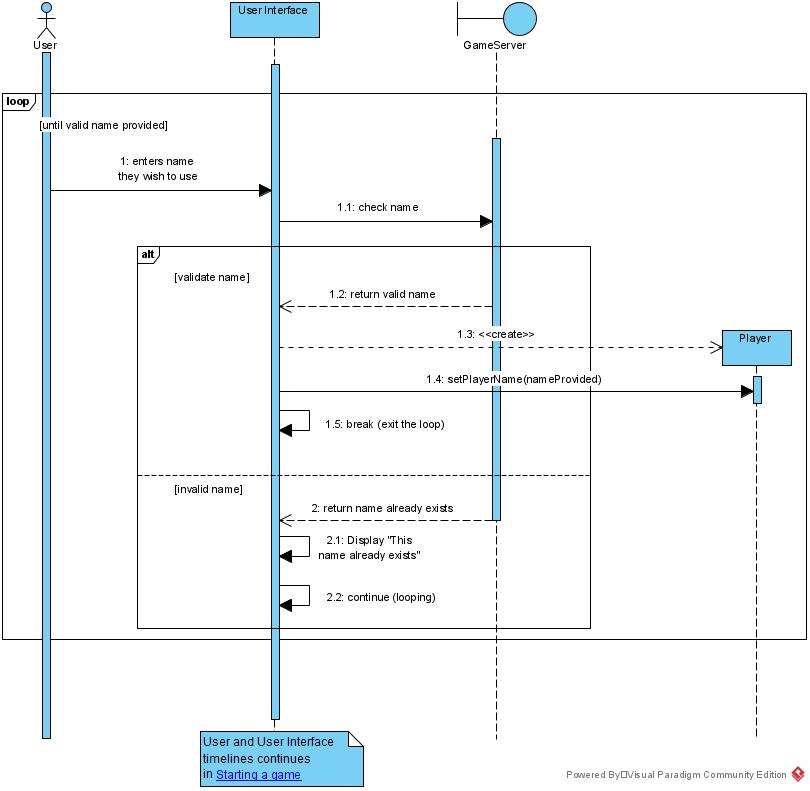 User Interface
User
GameServer
loop
[until valid name provided]
1: enters name
they wish to use
1.1: check name
alt
[validate name]
1.2: return valid name
1.3: <<create>>
Player
1.4: setPlayerName(nameProvided)
1.5: break (exit the loop)
[invalid name]
2: return name already exists
2.1: Display "This
name already exists"
2.2: continue (looping)
User and User Interface
timelines continues
in Starting a game
Powered By□Visual Paradigm Community Edition